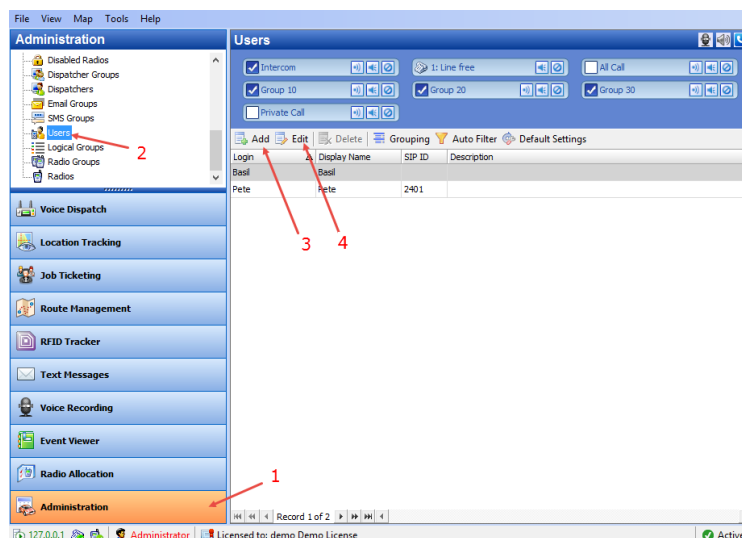 File View Map Tools Help
Administration
Disabled Radios
Dispatcher Groups
Dispatchers
Email Groups
SMS Groups
Users
Logical Groups
Radio Groups
Radios
2
Voice Dispatch
Location Tracking
Job Ticketing
Route Management
RFID Tracker
Text Messages
Voice Recording
Event Viewer
Radio Allocation
Administration
1
Users
Intercom
1: Line free
All Call
Group 10
Group 20
Group 30
Private Call
Add Edit Delete Grouping Auto Filter Default Settings
Login Display Name SIP ID Description
Basil Basil
Pete Pete 2401
3 4
Record 1 of 2
127.0.0.1 Administrator Licensed to: demo Demo License Active